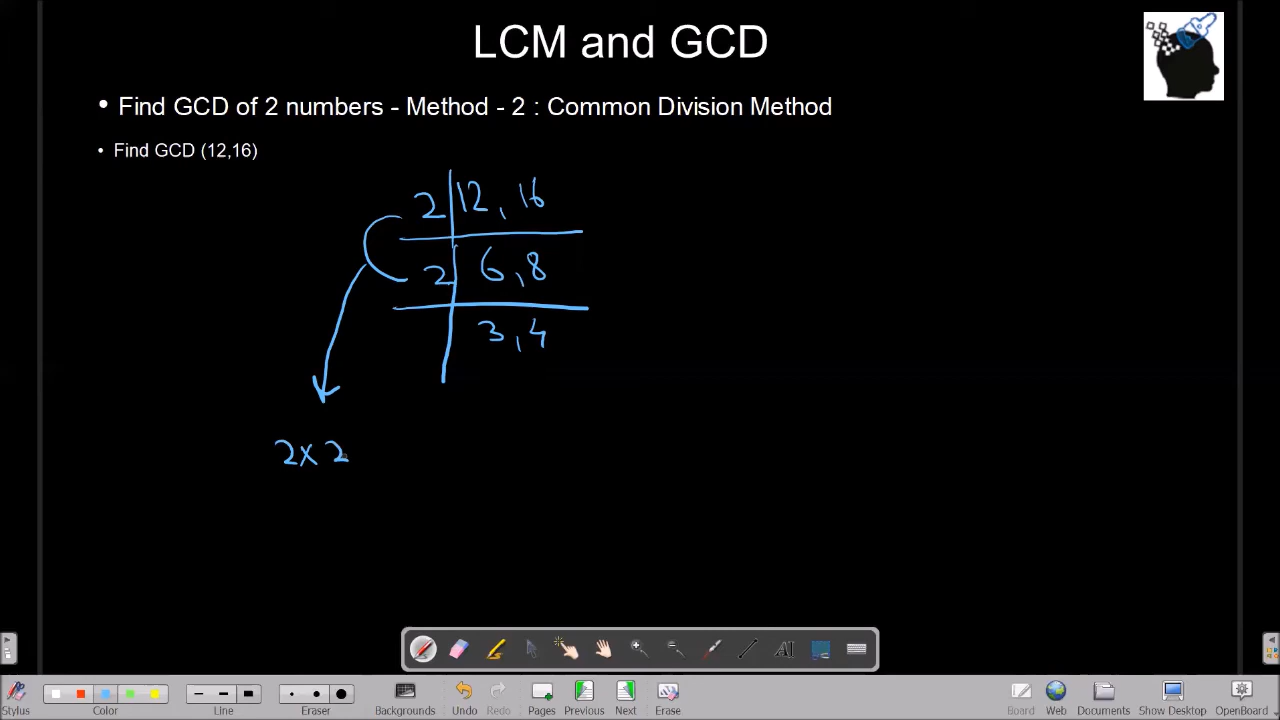 LCM and GCD
• Find GCD of 2 numbers - Method - 2 : Common Division Method
• Find GCD (12,16)
2 | 12, 16
2 | 6, 8
3, 4
2 x 2
Stylus Color Line Eraser Backgrounds Undo Redo Pages Previous Next Erase Board Web Documents Show Desktop OpenBoard